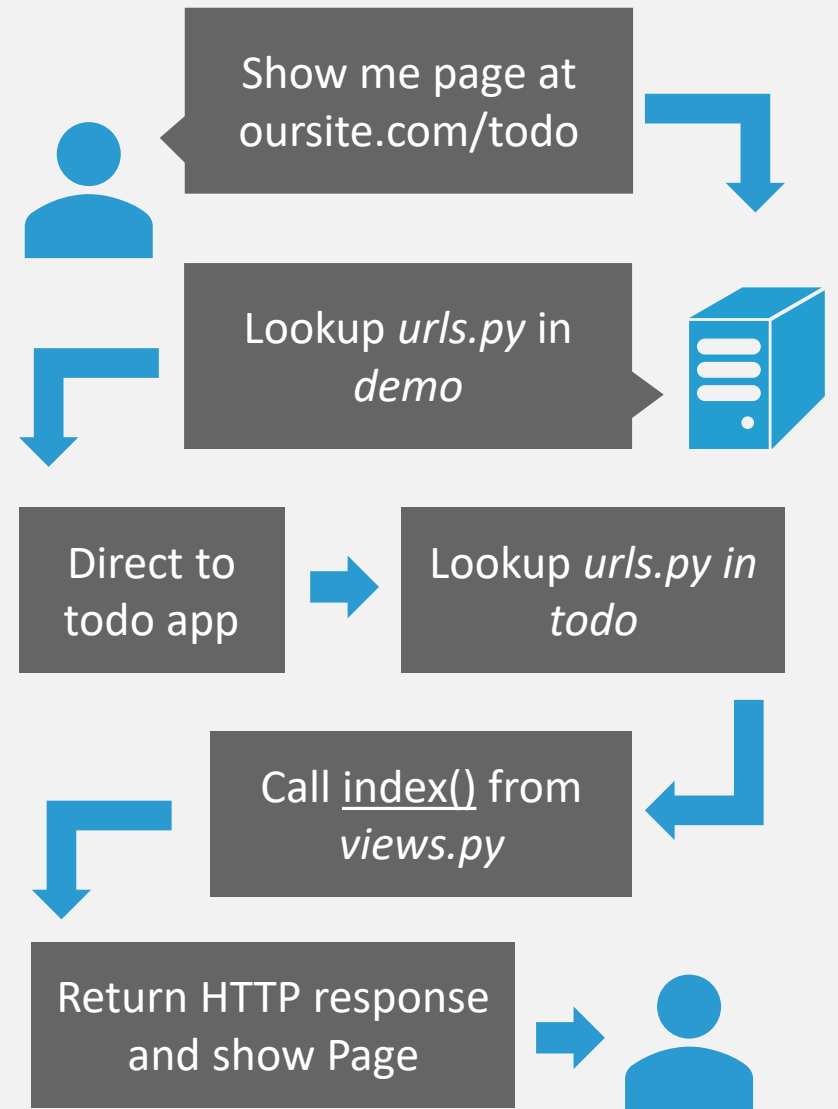 Show me page at
oursite.com/todo
Lookup urls.py in
demo
Direct to
todo app
Lookup urls.py in
todo
Call index() from
views.py
Return HTTP response
and show Page